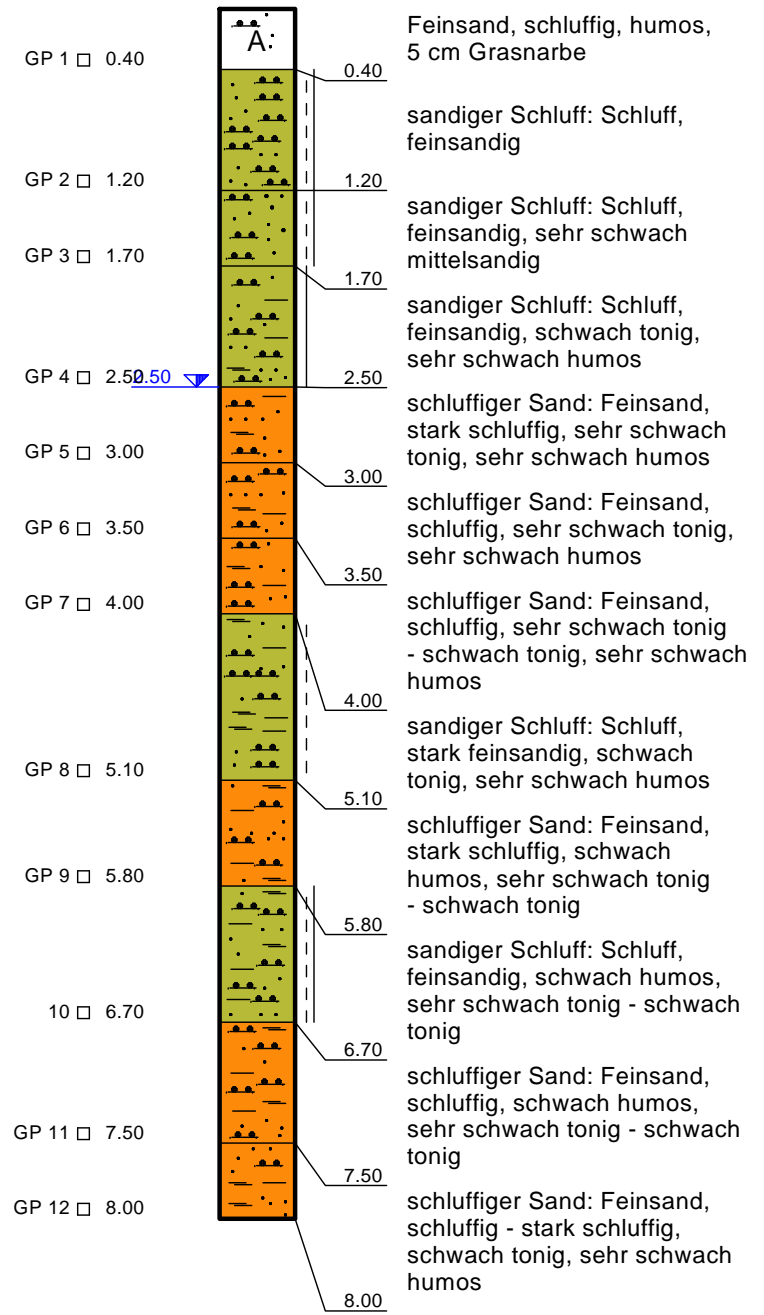 Feinsand, schluffig, humos,
5 cm Grasnarbe
A
GP 1 0.40
0.40
sandiger Schluff: Schluff,
feinsandig
GP 2 1.20
1.20
sandiger Schluff: Schluff,
feinsandig, sehr schwach
mittelsandig
GP 3 1.70
1.70
sandiger Schluff: Schluff,
feinsandig, schwach tonig,
sehr schwach humos
GP 4 2.50
2.50
2.50
schluffiger Sand: Feinsand,
stark schluffig, sehr schwach
tonig, sehr schwach humos
GP 5 3.00
3.00
schluffiger Sand: Feinsand,
schluffig, sehr schwach tonig,
sehr schwach humos
GP 6 3.50
3.50
schluffiger Sand: Feinsand,
schluffig, sehr schwach tonig
- schwach tonig, sehr schwach
humos
GP 7 4.00
4.00
sandiger Schluff: Schluff,
stark feinsandig, schwach
tonig, sehr schwach humos
GP 8 5.10
5.10
schluffiger Sand: Feinsand,
stark schluffig, schwach
humos, sehr schwach tonig
- schwach tonig
GP 9 5.80
5.80
sandiger Schluff: Schluff,
feinsandig, schwach humos,
sehr schwach tonig - schwach
tonig
10 6.70
6.70
schluffiger Sand: Feinsand,
schluffig, schwach humos,
sehr schwach tonig - schwach
tonig
GP 11 7.50
7.50
schluffiger Sand: Feinsand,
schluffig - stark schluffig,
schwach tonig, sehr schwach
humos
GP 12 8.00
8.00